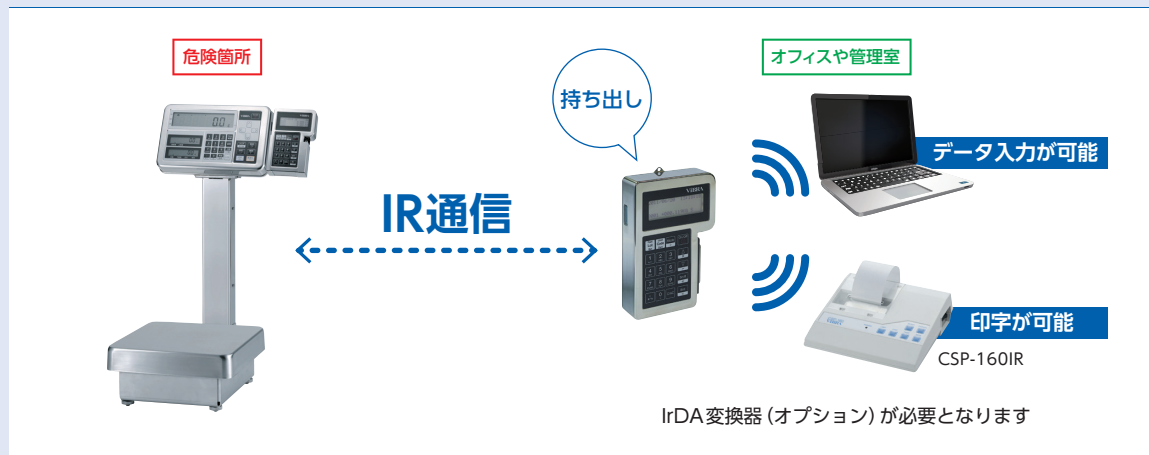 危険箇所
オフィスや管理室
持ち出し
IR通信
VIBRA
データ入力が可能
印字が可能
CSP-160IR
IrDA変換器(オプション)が必要となります